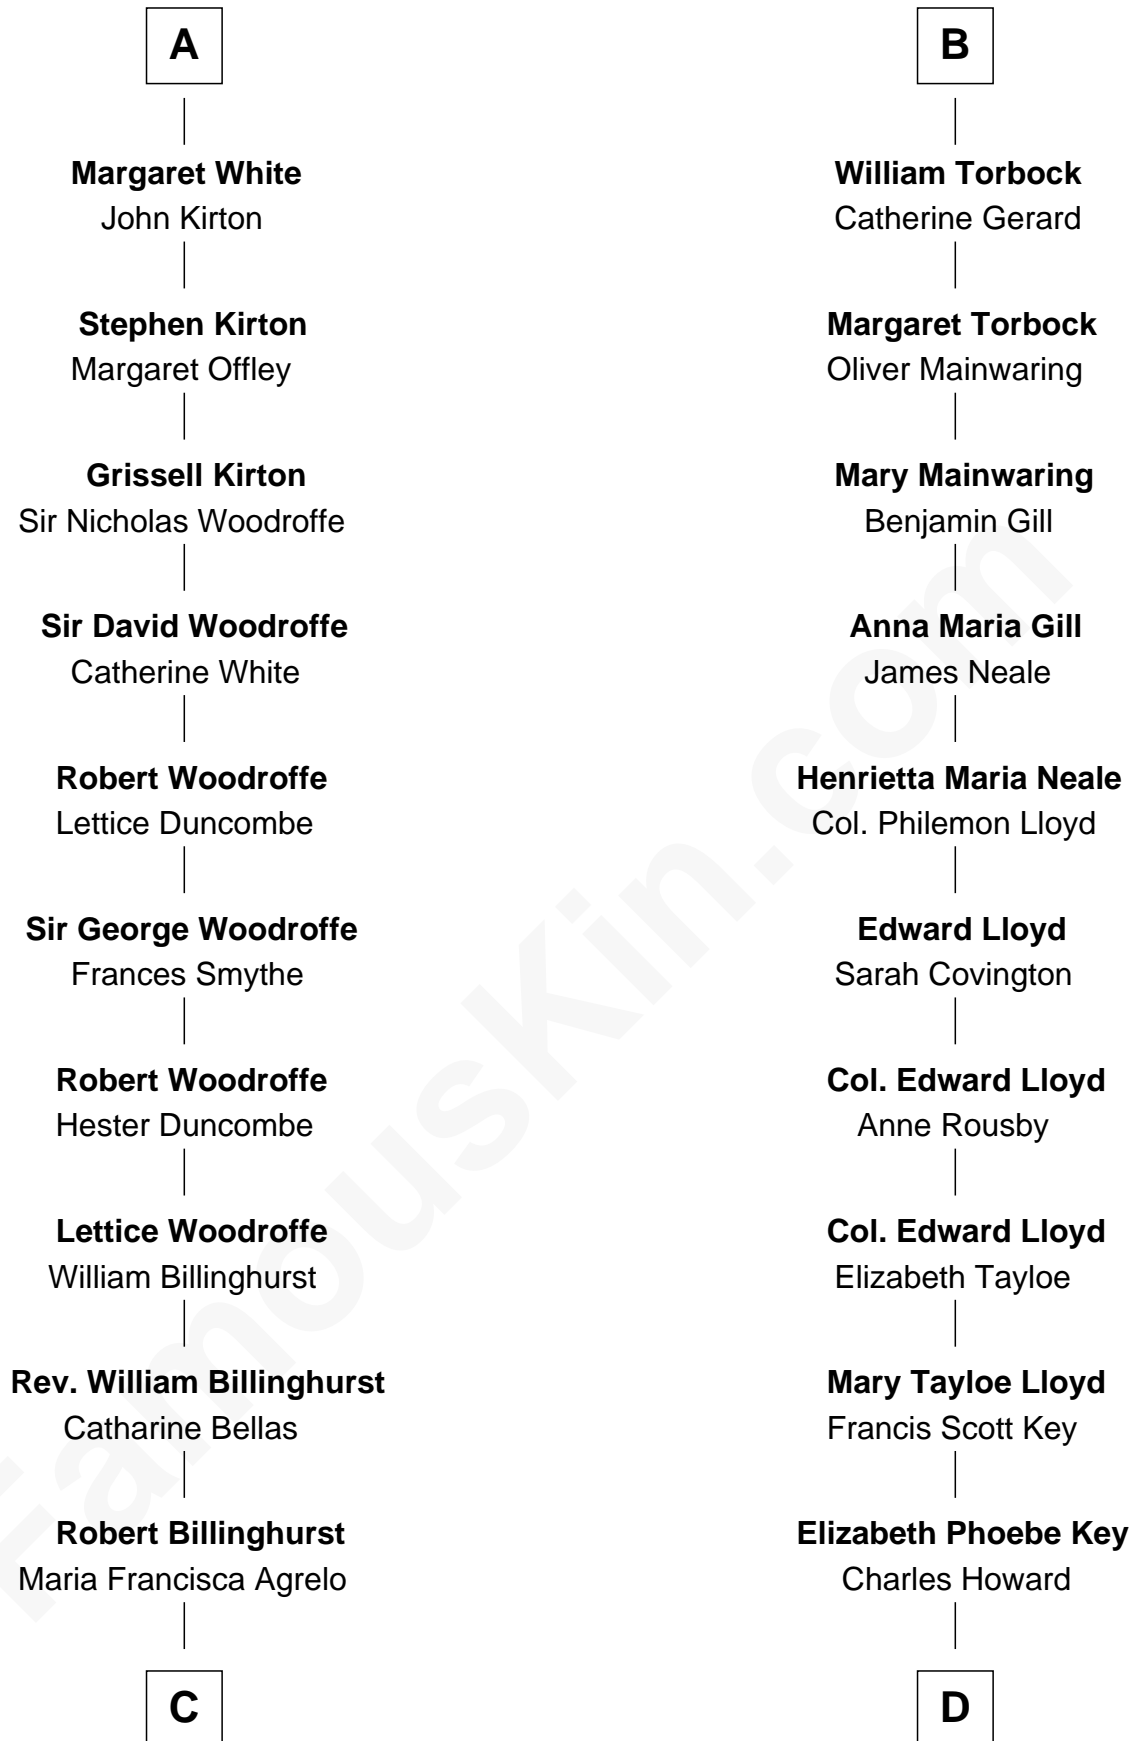 A
Margaret White
John Kirton
Stephen Kirton
Margaret Offley
Grissell Kirton
Sir Nicholas Woodroffe
Sir David Woodroffe
Catherine White
Robert Woodroffe
Lettice Duncombe
Sir George Woodroffe
Frances Smythe
Robert Woodroffe
Hester Duncombe
Lettice Woodroffe
William Billinghurst
Rev. William Billinghurst
Catharine Bellas
Robert Billinghurst
Maria Francisca Agrelo
C
B
William Torbock
Catherine Gerard
Margaret Torbock
Oliver Mainwaring
Mary Mainwaring
Benjamin Gill
Anna Maria Gill
James Neale
Henrietta Maria Neale
Col. Philemon Lloyd
Edward Lloyd
Sarah Covington
Col. Edward Lloyd
Anne Rousby
Col. Edward Lloyd
Elizabeth Tayloe
Mary Tayloe Lloyd
Francis Scott Key
Elizabeth Phoebe Key
Charles Howard
D
FamousKin.com